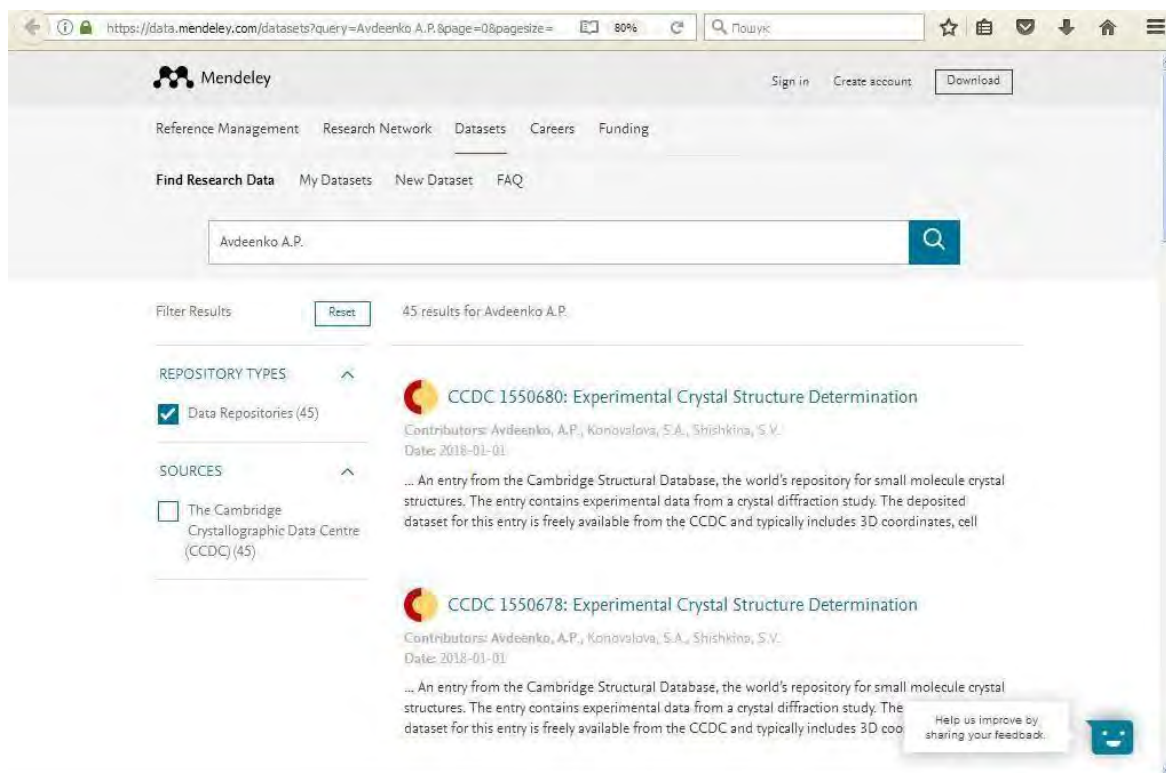 https://data.mendeley.com/datasets?query=Avdeenko A.P.&page=0&pagesize= 80% Пошук
Mendeley Sign in Create account Download
Reference Management Research Network Datasets Careers Funding
Find Research Data My Datasets New Dataset FAQ
Avdeenko A.P.
Filter Results Reset 45 results for Avdeenko A.P.
REPOSITORY TYPES
Data Repositories (45)
SOURCES
The Cambridge
Crystallographic Data Centre
(CCDC) (45)
CCDC 1550680: Experimental Crystal Structure Determination
Contributors: Avdeenko, A.P., Konovalova, S.A., Shishkina, S.V.
Date: 2018-01-01
... An entry from the Cambridge Structural Database, the world's repository for small molecule crystal
structures. The entry contains experimental data from a crystal diffraction study. The deposited
dataset for this entry is freely available from the CCDC and typically includes 3D coordinates, cell
CCDC 1550678: Experimental Crystal Structure Determination
Contributors: Avdeenko, A.P., Konovalova, S.A., Shishkina, S.V.
Date: 2018-01-01
... An entry from the Cambridge Structural Database, the world's repository for small molecule crystal
structures. The entry contains experimental data from a crystal diffraction study. The
dataset for this entry is freely available from the CCDC and typically includes 3D coo
Help us improve by
sharing your feedback.